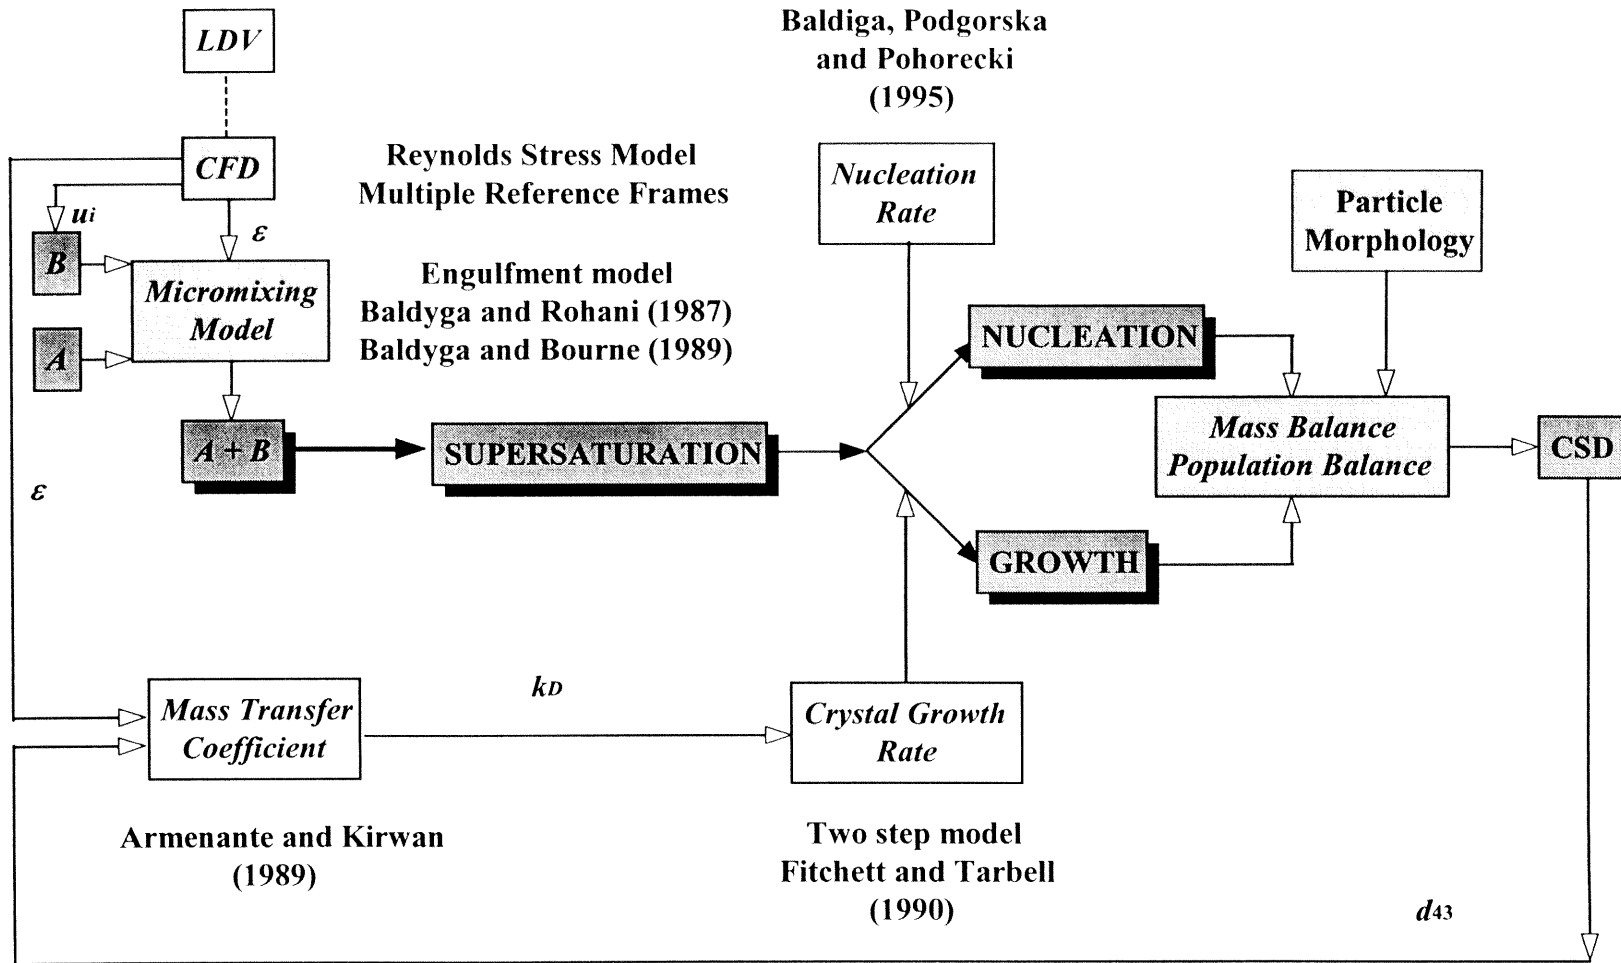 LDV
Baldiga, Podgorska
and Pohorecki
(1995)
CFD
Reynolds Stress Model
Multiple Reference Frames
Nucleation
Rate
Particle
Morphology
ui
ε
B
Micromixing
Model
A
Engulfment model
Baldyga and Rohani (1987)
Baldyga and Bourne (1989)
NUCLEATION
A + B
SUPERSATURATION
Mass Balance
Population Balance
CSD
ε
GROWTH
Mass Transfer
Coefficient
kD
Crystal Growth
Rate
Armenante and Kirwan
(1989)
Two step model
Fitchett and Tarbell
(1990)
d43